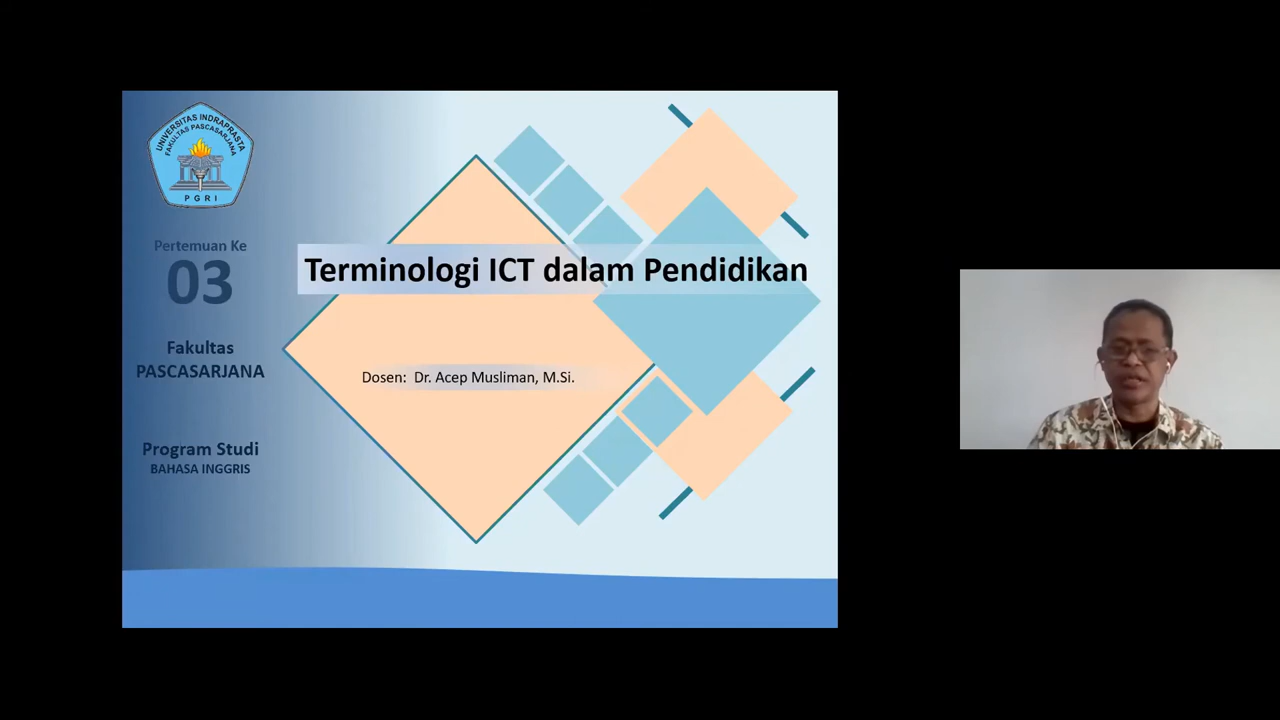 UNIVERSITAS INDRAPRASTA
FAKULTAS PASCASARJANA
PGRI
Pertemuan Ke
03
Fakultas
PASCASARJANA
Program Studi
BAHASA INGGRIS
Terminologi ICT dalam Pendidikan
Dosen: Dr. Acep Musliman, M.Si.